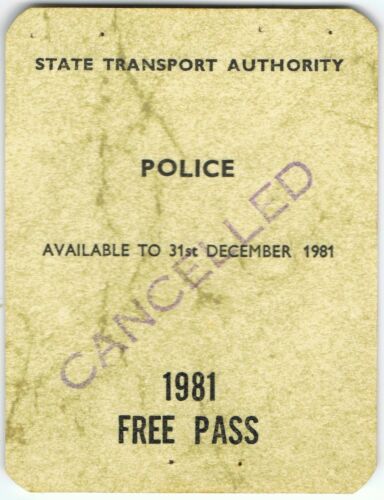 STATE TRANSPORT AUTHORITY
POLICE
CANCELLED
AVAILABLE TO 31st DECEMBER 1981
1981
FREE PASS